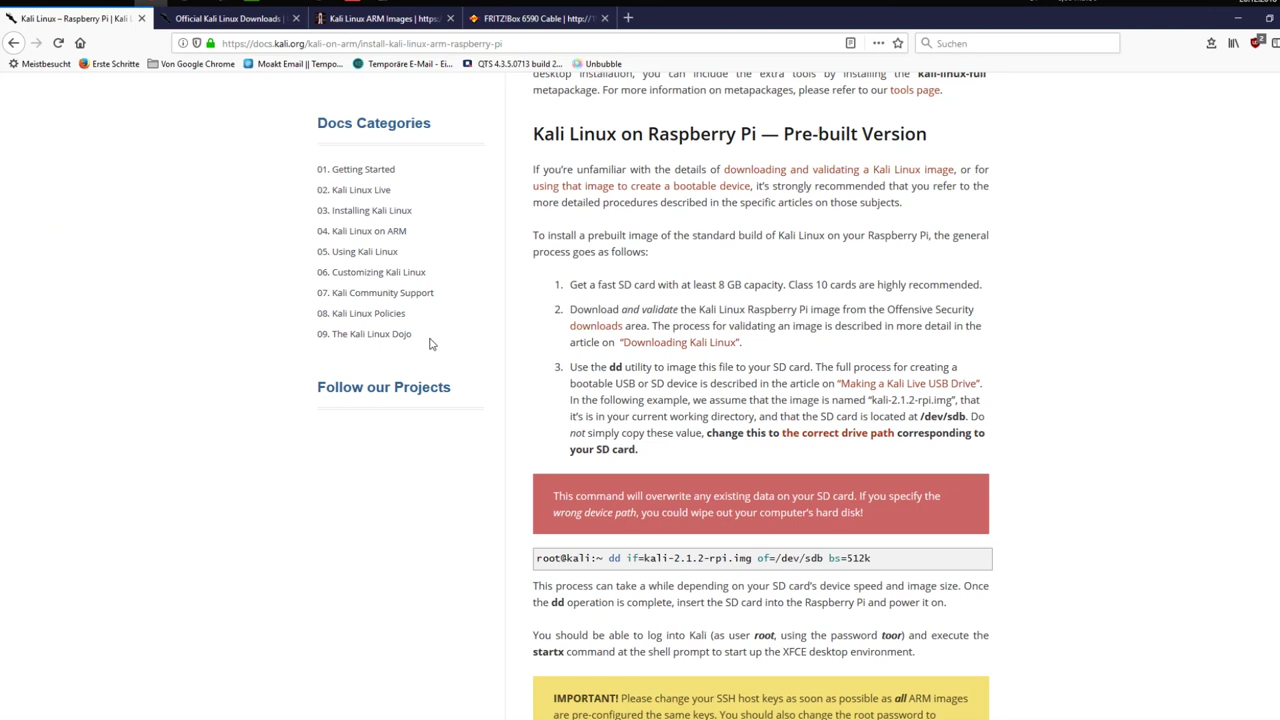 Kali Linux – Raspberry Pi | Kali L
Official Kali Linux Downloads |
Kali Linux ARM Images | https:
FRITZ!Box 6590 Cable | http://1
https://docs.kali.org/kali-on-arm/install-kali-linux-arm-raspberry-pi
Suchen
2
Meistbesucht
Erste Schritte
Von Google Chrome
Moakt Email || Tempo...
Temporäre E-Mail - Ei...
QTS 4.3.5.0713 build 2...
Unbubble
desktop installation, you can include the extra tools by installing the kali-linux-full
metapackage. For more information on metapackages, please refer to our tools page.
Docs Categories
01. Getting Started
02. Kali Linux Live
03. Installing Kali Linux
04. Kali Linux on ARM
05. Using Kali Linux
06. Customizing Kali Linux
07. Kali Community Support
08. Kali Linux Policies
09. The Kali Linux Dojo
Follow our Projects
Kali Linux on Raspberry Pi — Pre-built Version
If you're unfamiliar with the details of downloading and validating a Kali Linux image, or for
using that image to create a bootable device, it's strongly recommended that you refer to the
more detailed procedures described in the specific articles on those subjects.
To install a prebuilt image of the standard build of Kali Linux on your Raspberry Pi, the general
process goes as follows:
1. Get a fast SD card with at least 8 GB capacity. Class 10 cards are highly recommended.
2. Download and validate the Kali Linux Raspberry Pi image from the Offensive Security
downloads area. The process for validating an image is described in more detail in the
article on “Downloading Kali Linux”.
3. Use the dd utility to image this file to your SD card. The full process for creating a
bootable USB or SD device is described in the article on “Making a Kali Live USB Drive”.
In the following example, we assume that the image is named “kali-2.1.2-rpi.img”, that
it's is in your current working directory, and that the SD card is located at /dev/sdb. Do
not simply copy these value, change this to the correct drive path corresponding to
your SD card.
This command will overwrite any existing data on your SD card. If you specify the
wrong device path, you could wipe out your computer's hard disk!
root@kali:~ dd if=kali-2.1.2-rpi.img of=/dev/sdb bs=512k
This process can take a while depending on your SD card's device speed and image size. Once
the dd operation is complete, insert the SD card into the Raspberry Pi and power it on.
You should be able to log into Kali (as user root, using the password toor) and execute the
startx command at the shell prompt to start up the XFCE desktop environment.
IMPORTANT! Please change your SSH host keys as soon as possible as all ARM images
are pre-configured the same keys. You should also change the root password to